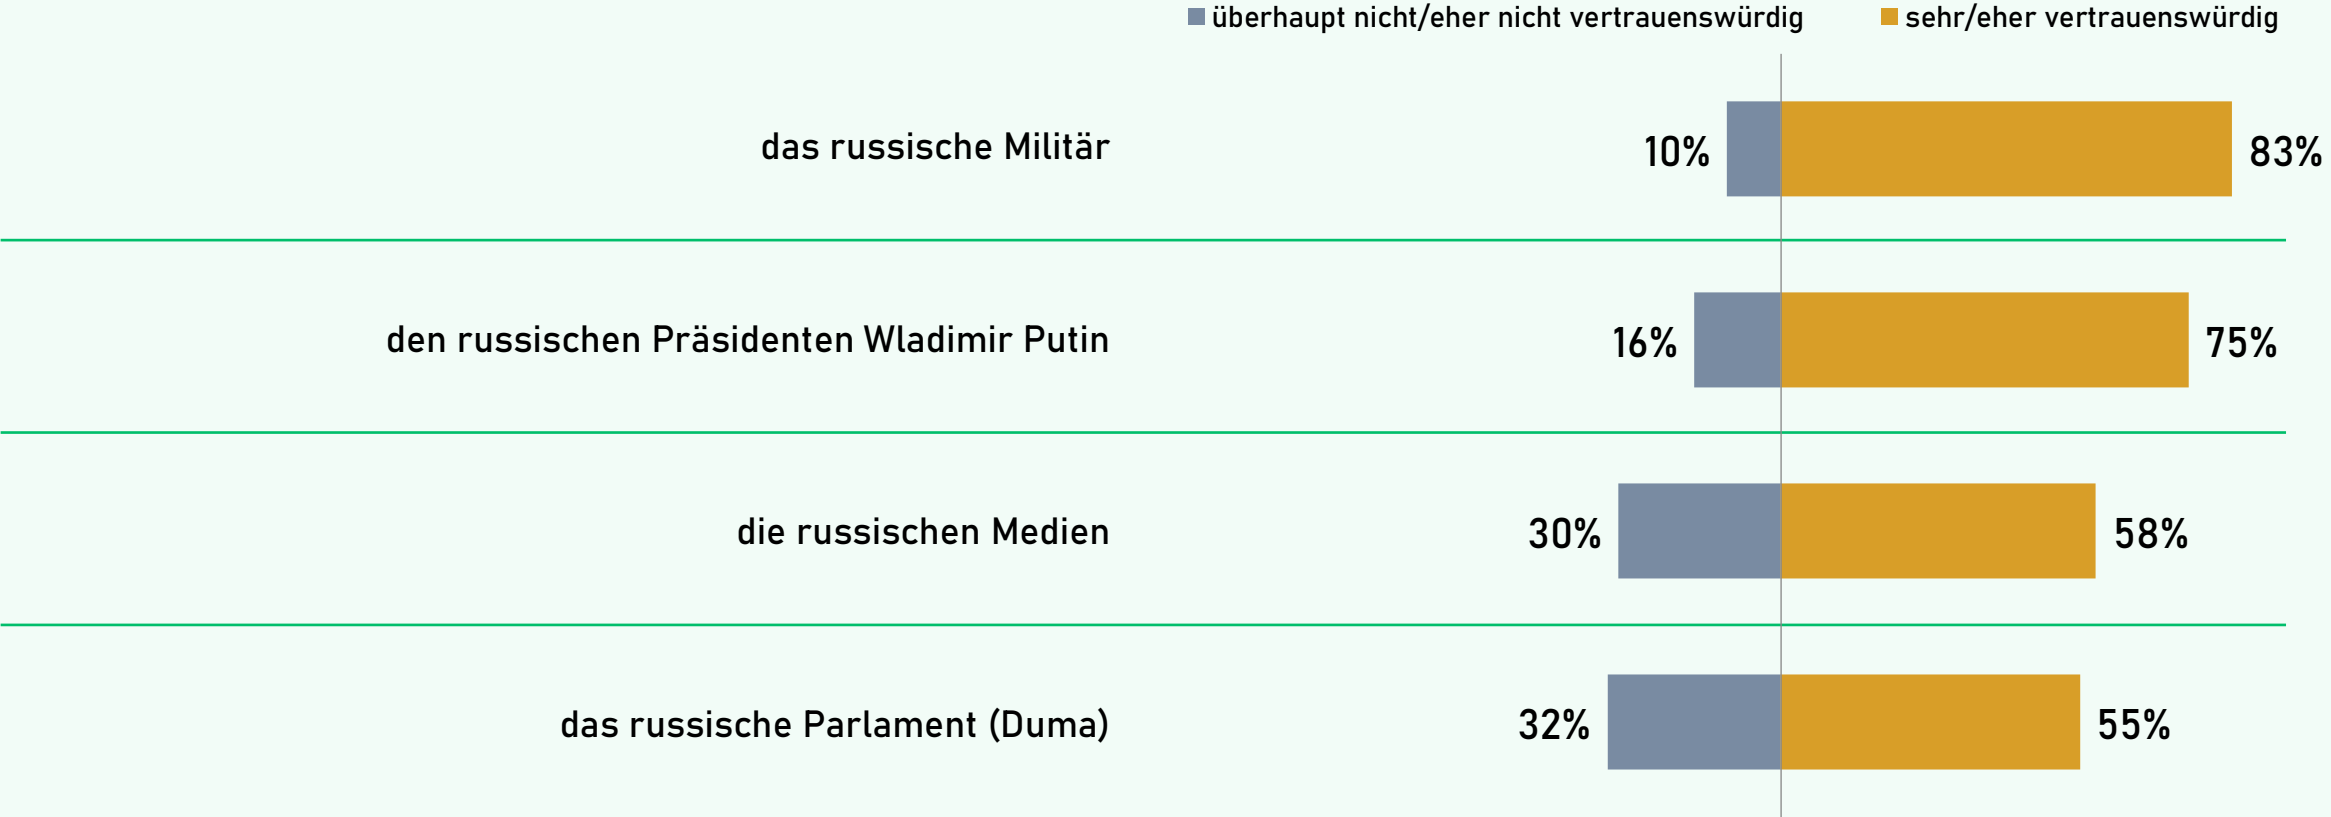 überhaupt nicht/eher nicht vertrauenswürdig sehr/eher vertrauenswürdig
das russische Militär 10% 83%
den russischen Präsidenten Wladimir Putin 16% 75%
die russischen Medien 30% 58%
das russische Parlament (Duma) 32% 55%